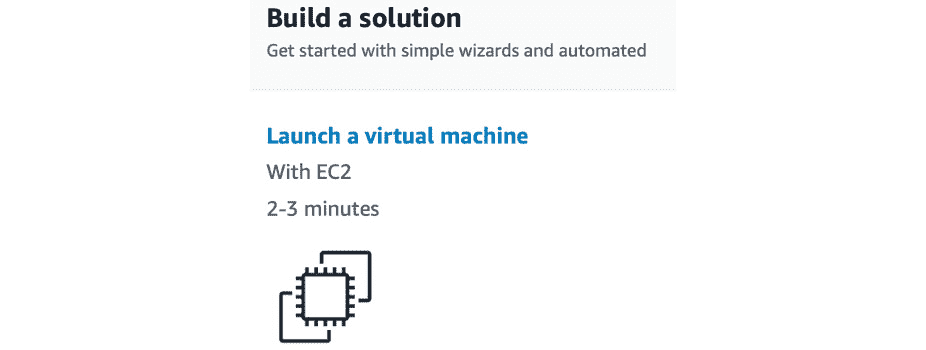 Build a solution
Get started with simple wizards and automated
Launch a virtual machine
With EC2
2-3 minutes